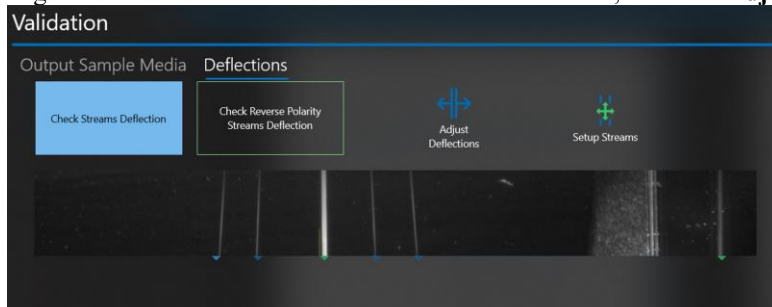 Validation
Output Sample Media Deflections
Check Streams Deflection
Check Reverse Polarity
Streams Deflection
Adjust
Deflections
Setup Streams